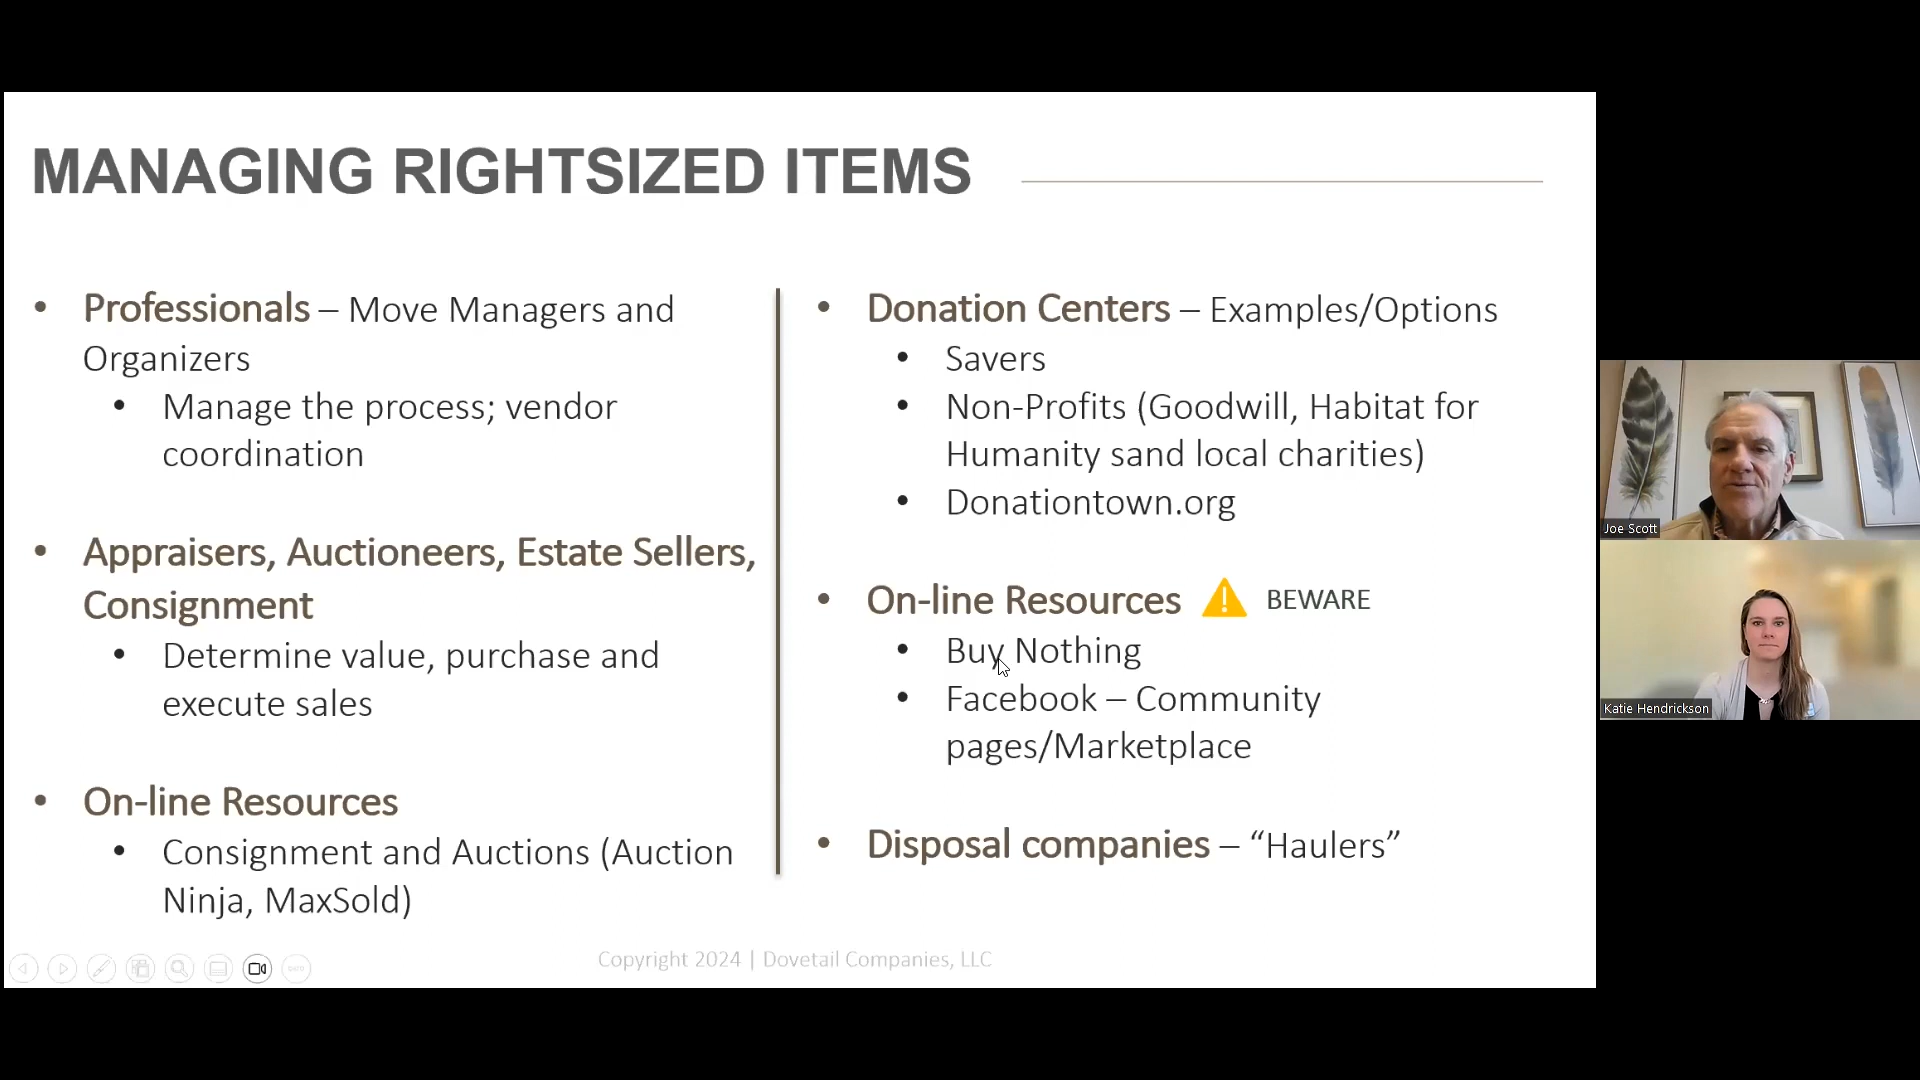 MANAGING RIGHTSIZED ITEMS
• Professionals – Move Managers and
Organizers
• Manage the process; vendor
coordination
• Appraisers, Auctioneers, Estate Sellers,
Consignment
• Determine value, purchase and
execute sales
• On-line Resources
• Consignment and Auctions (Auction
Ninja, MaxSold)
• Donation Centers – Examples/Options
• Savers
• Non-Profits (Goodwill, Habitat for
Humanity sand local charities)
• Donationtown.org
• On-line Resources BEWARE
• Buy Nothing
• Facebook – Community
pages/Marketplace
• Disposal companies – “Haulers”
Copyright 2024 | Dovetail Companies, LLC
Joe Scott
Katie Hendrickson